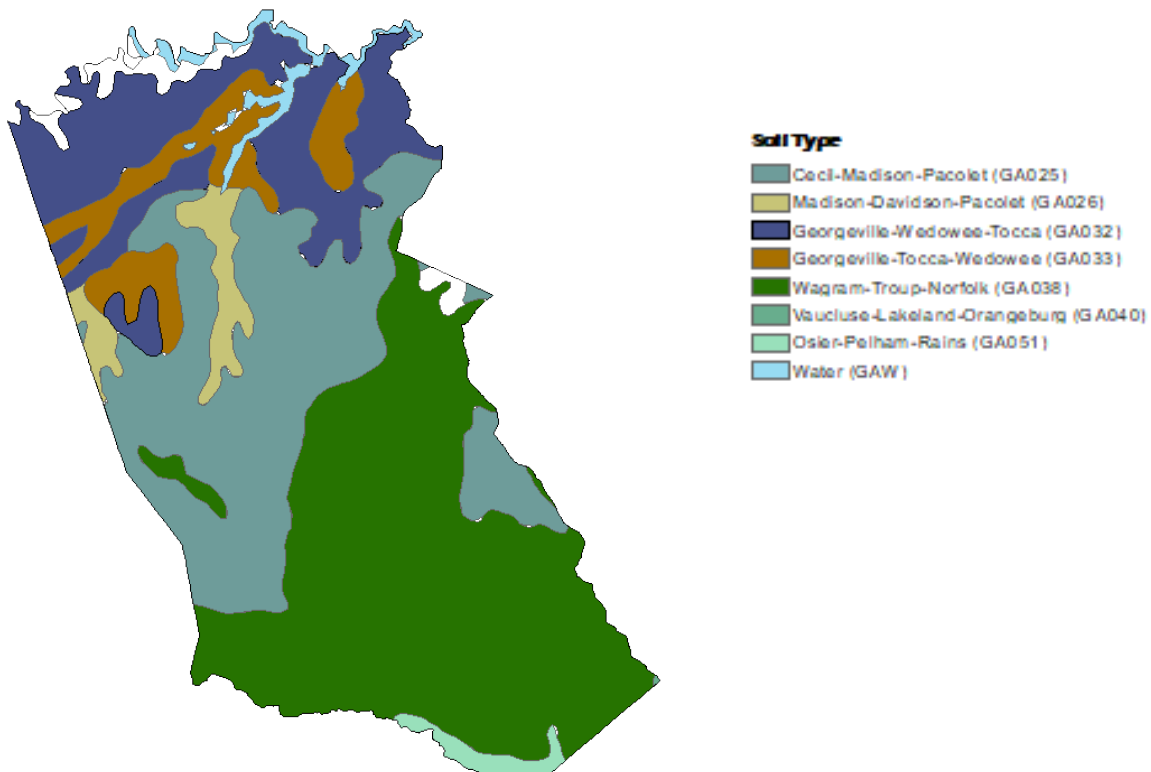 Soil Type
Cecil-Madison-Pacolet (GA025)
Madison-Davidson-Pacolet (GA026)
Georgeville-Wedowee-Tocca (GA032)
Georgeville-Tocca-Wedowee (GA033)
Wagram-Troup-Norfolk (GA038)
Vaucluse-Lakeland-Orangeburg (GA040)
Osier-Pelham-Rains (GA051)
Water (GAW)